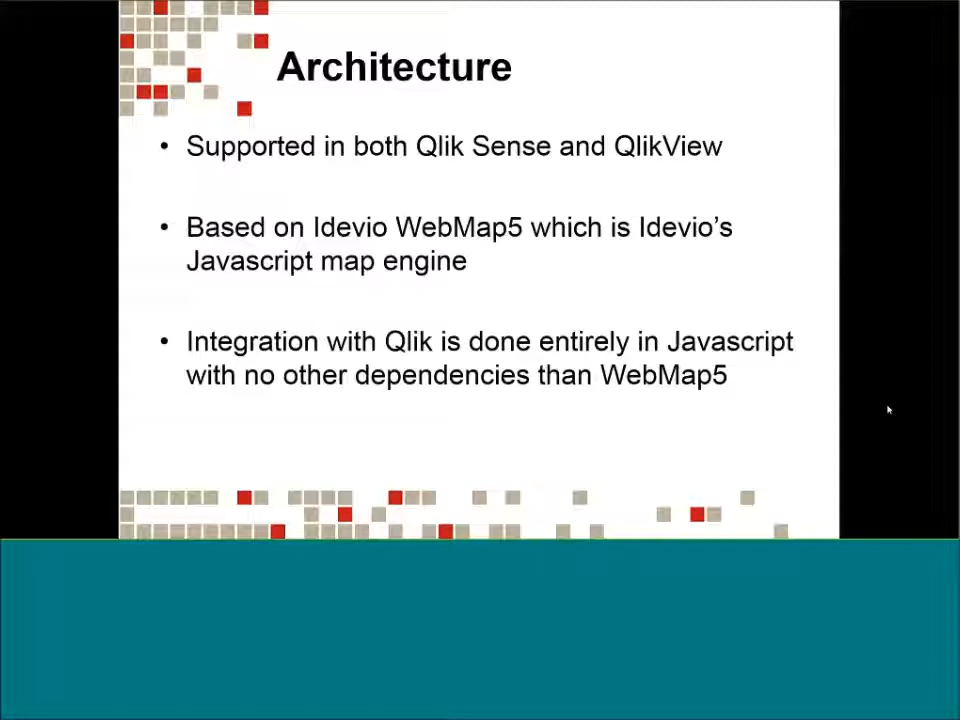 Architecture
• Supported in both Qlik Sense and QlikView
• Based on Idevio WebMap5 which is Idevio’s
Javascript map engine
• Integration with Qlik is done entirely in Javascript
with no other dependencies than WebMap5